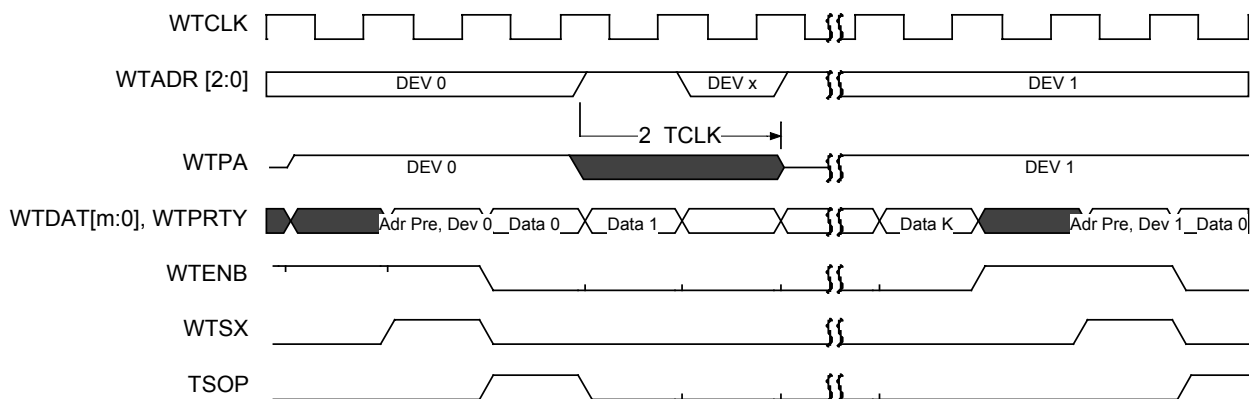 WTCLK
WTADR [2:0] DEV 0 DEV x DEV 1
2 TCLK
WTPA DEV 0 DEV 1
WTDAT[m:0], WTPRTY Adr Pre, Dev 0 Data 0 Data 1 Data K Adr Pre, Dev 1 Data 0
WTENB
WTSX
TSOP